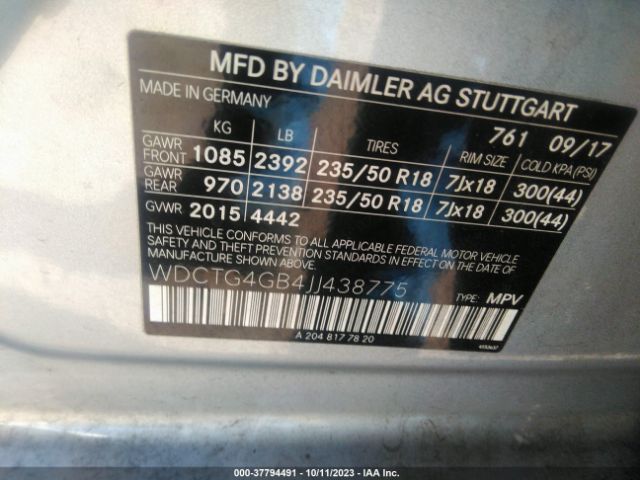 MFD BY DAIMLER AG STUTTGART
MADE IN GERMANY 761 09/17
KG LB TIRES RIM SIZE COLD KPA(PSI)
GAWR FRONT 1085 2392 235/50 R18 7Jx18 300(44)
GAWR REAR 970 2138 235/50 R18 7Jx18 300(44)
GVWR 2015 4442
THIS VEHICLE CONFORMS TO ALL APPLICABLE FEDERAL MOTOR VEHICLE
SAFETY BUMPER, AND THEFT PREVENTION STANDARDS IN EFFECT ON THE DATE OF
MANUFACTURE SHOWN ABOVE.
WDCTG4GB4JJ438775
TYPE: MPV
A 204 817 78 20
000-37794491 - 10/11/2023 - IAA Inc.